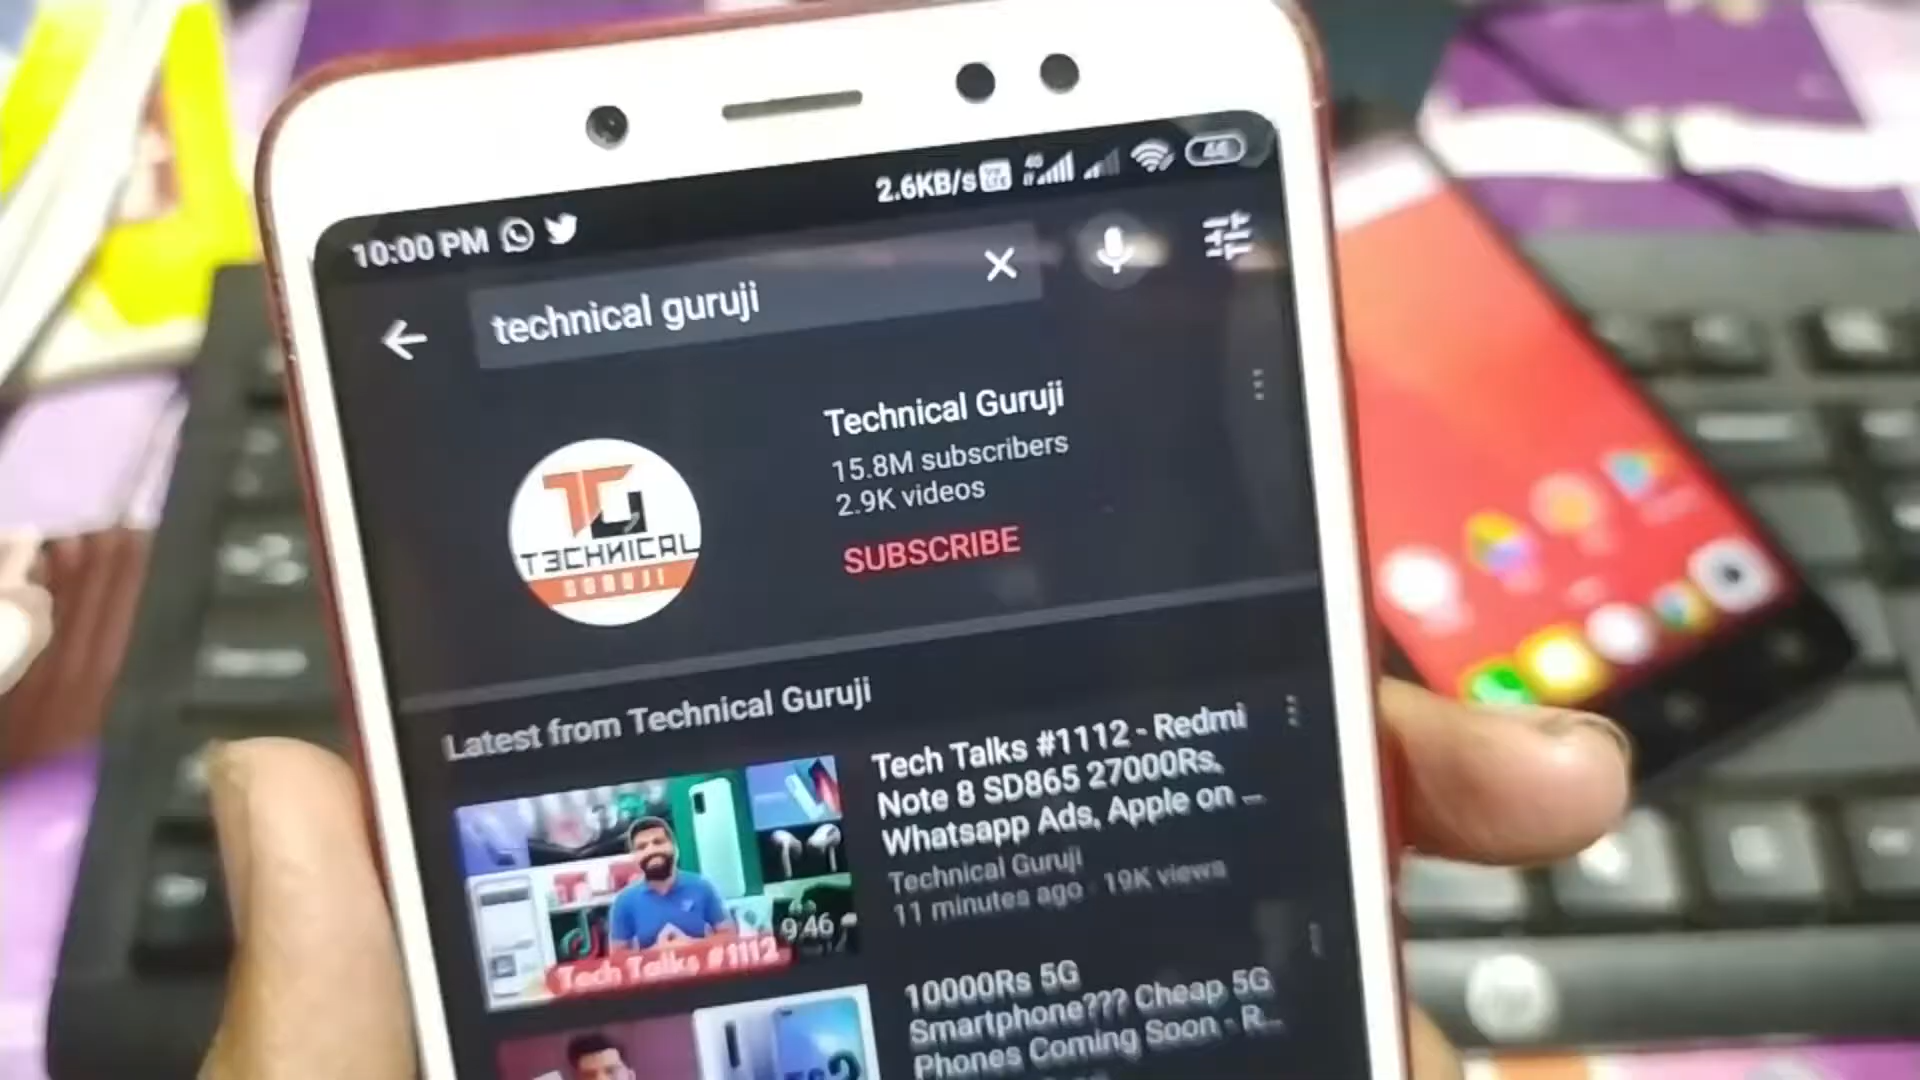 10:00 PM
2.6KB/s
4G
44
technical guruji
TECHNICAL
GURUJI
Technical Guruji
15.8M subscribers
2.9K videos
SUBSCRIBE
Latest from Technical Guruji
Tech Talks #1112 - Redmi
Note 8 SD865 27000Rs,
Whatsapp Ads, Apple on ...
Technical Guruji
11 minutes ago · 19K views
9:46
Tech Talks #1112
10000Rs 5G
Smartphone??? Cheap 5G
Phones Coming Soon - R...